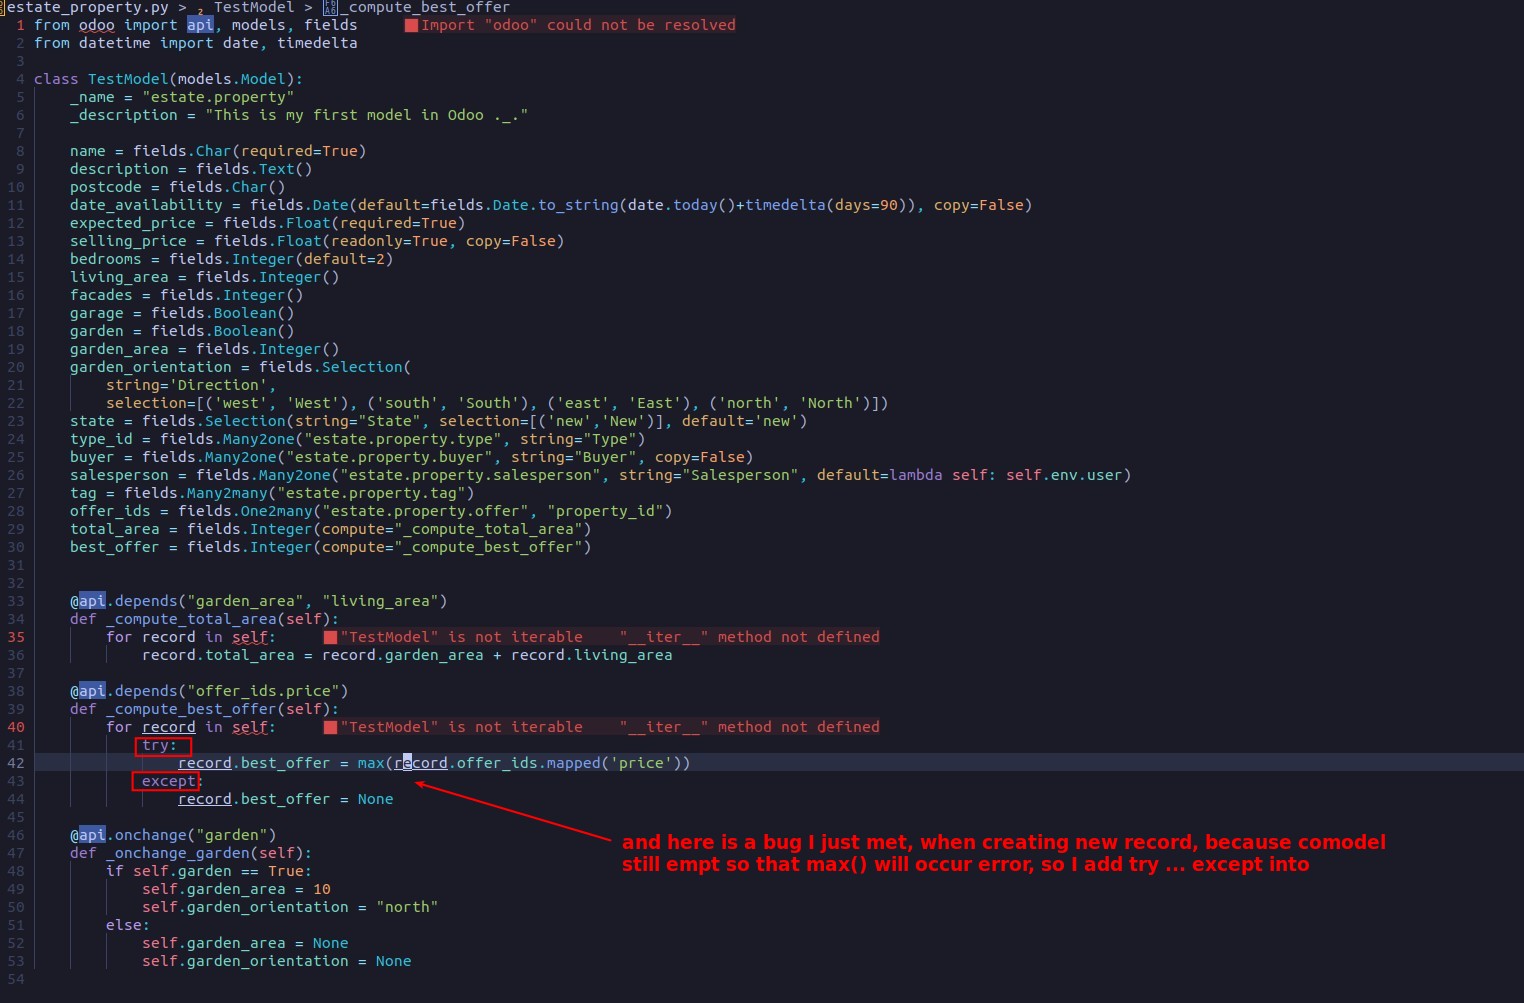 estate_property.py > TestModel > _compute_best_offer
1 from odoo import api, models, fields Import "odoo" could not be resolved
2 from datetime import date, timedelta
3
4 class TestModel(models.Model):
5 _name = "estate.property"
6 _description = "This is my first model in Odoo ._."
7
8 name = fields.Char(required=True)
9 description = fields.Text()
10 postcode = fields.Char()
11 date_availability = fields.Date(default=fields.Date.to_string(date.today()+timedelta(days=90)), copy=False)
12 expected_price = fields.Float(required=True)
13 selling_price = fields.Float(readonly=True, copy=False)
14 bedrooms = fields.Integer(default=2)
15 living_area = fields.Integer()
16 facades = fields.Integer()
17 garage = fields.Boolean()
18 garden = fields.Boolean()
19 garden_area = fields.Integer()
20 garden_orientation = fields.Selection(
21 string='Direction',
22 selection=[('west', 'West'), ('south', 'South'), ('east', 'East'), ('north', 'North')])
23 state = fields.Selection(string="State", selection=[('new','New')], default='new')
24 type_id = fields.Many2one("estate.property.type", string="Type")
25 buyer = fields.Many2one("estate.property.buyer", string="Buyer", copy=False)
26 salesperson = fields.Many2one("estate.property.salesperson", string="Salesperson", default=lambda self: self.env.user)
27 tag = fields.Many2many("estate.property.tag")
28 offer_ids = fields.One2many("estate.property.offer", "property_id")
29 total_area = fields.Integer(compute="_compute_total_area")
30 best_offer = fields.Integer(compute="_compute_best_offer")
31
32
33 @api.depends("garden_area", "living_area")
34 def _compute_total_area(self):
35 for record in self: "TestModel" is not iterable "__iter__" method not defined
36 record.total_area = record.garden_area + record.living_area
37
38 @api.depends("offer_ids.price")
39 def _compute_best_offer(self):
40 for record in self: "TestModel" is not iterable "__iter__" method not defined
41 try:
42 record.best_offer = max(record.offer_ids.mapped('price'))
43 except:
44 record.best_offer = None
45
46 @api.onchange("garden")
47 def _onchange_garden(self):
48 if self.garden == True:
49 self.garden_area = 10
50 self.garden_orientation = "north"
51 else:
52 self.garden_area = None
53 self.garden_orientation = None
54
and here is a bug I just met, when creating new record, because comodel
still empt so that max() will occur error, so I add try ... except into